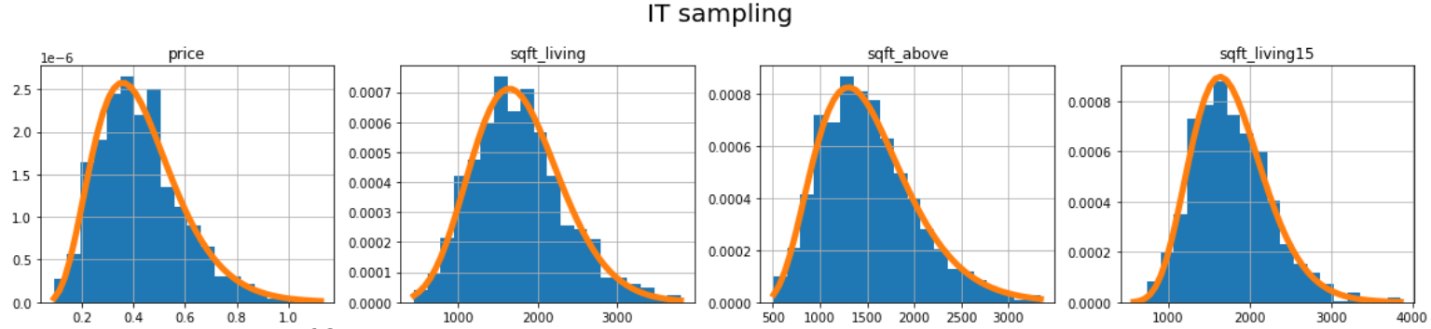 IT sampling
price
sqft_living
sqft_above
sqft_living15
1e−6
2.5
2.0
1.5
1.0
0.5
0.0
0.2 0.4 0.6 0.8 1.0
0.0007
0.0006
0.0005
0.0004
0.0003
0.0002
0.0001
0.0000
1000 2000 3000
0.0008
0.0006
0.0004
0.0002
0.0000
500 1000 1500 2000 2500 3000
0.0008
0.0006
0.0004
0.0002
0.0000
1000 2000 3000 4000